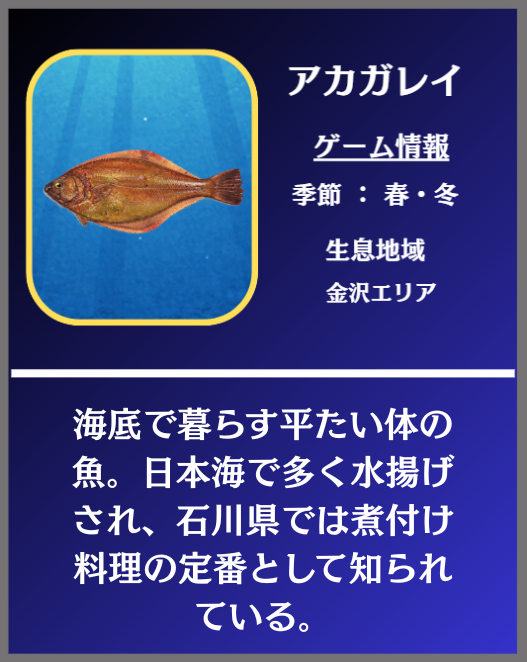 アカガレイ
ゲーム情報
季節 ： 春・冬
生息地域
金沢エリア
海底で暮らす平たい体の
魚。日本海で多く水揚げ
され、石川県では煮付け
料理の定番として知られ
ている。